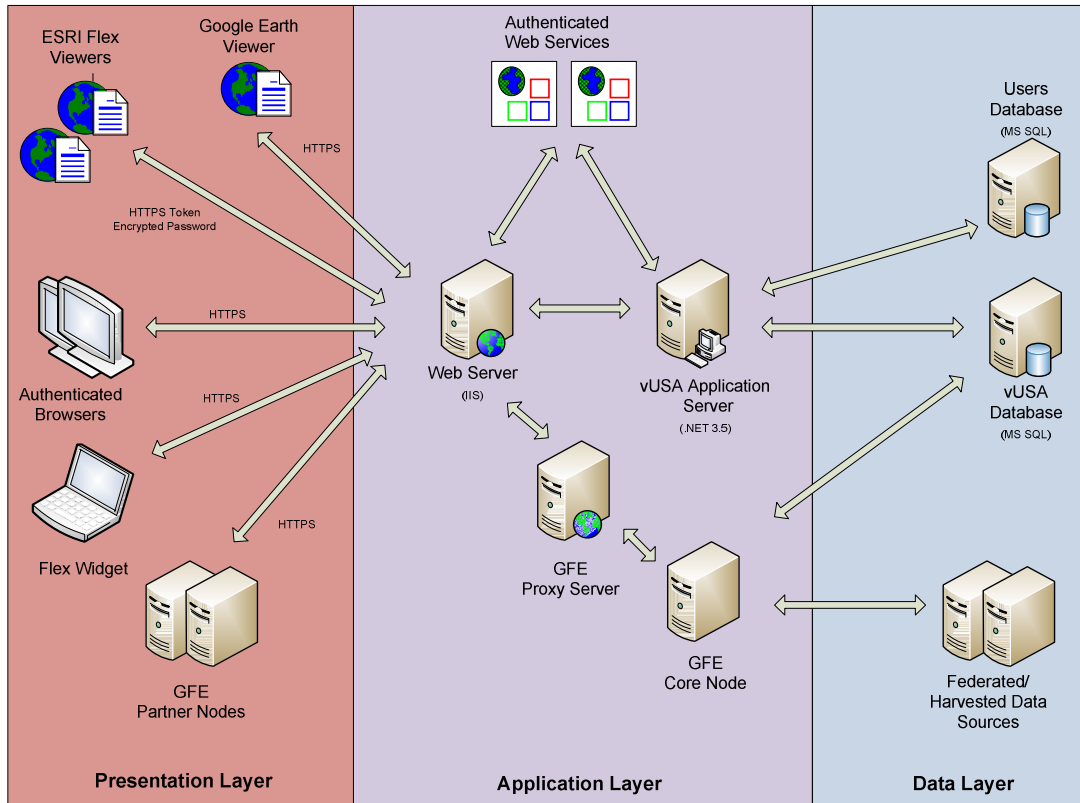 ESRI Flex
Viewers
Google Earth
Viewer
HTTPS
HTTPS Token
Encrypted Password
HTTPS
Authenticated
Browsers
HTTPS
Flex Widget
HTTPS
GFE
Partner Nodes
Presentation Layer
Authenticated
Web Services
Web Server
(IIS)
vUSA Application
Server
(.NET 3.5)
GFE
Proxy Server
GFE
Core Node
Application Layer
Users
Database
(MS SQL)
vUSA
Database
(MS SQL)
Federated/
Harvested Data
Sources
Data Layer